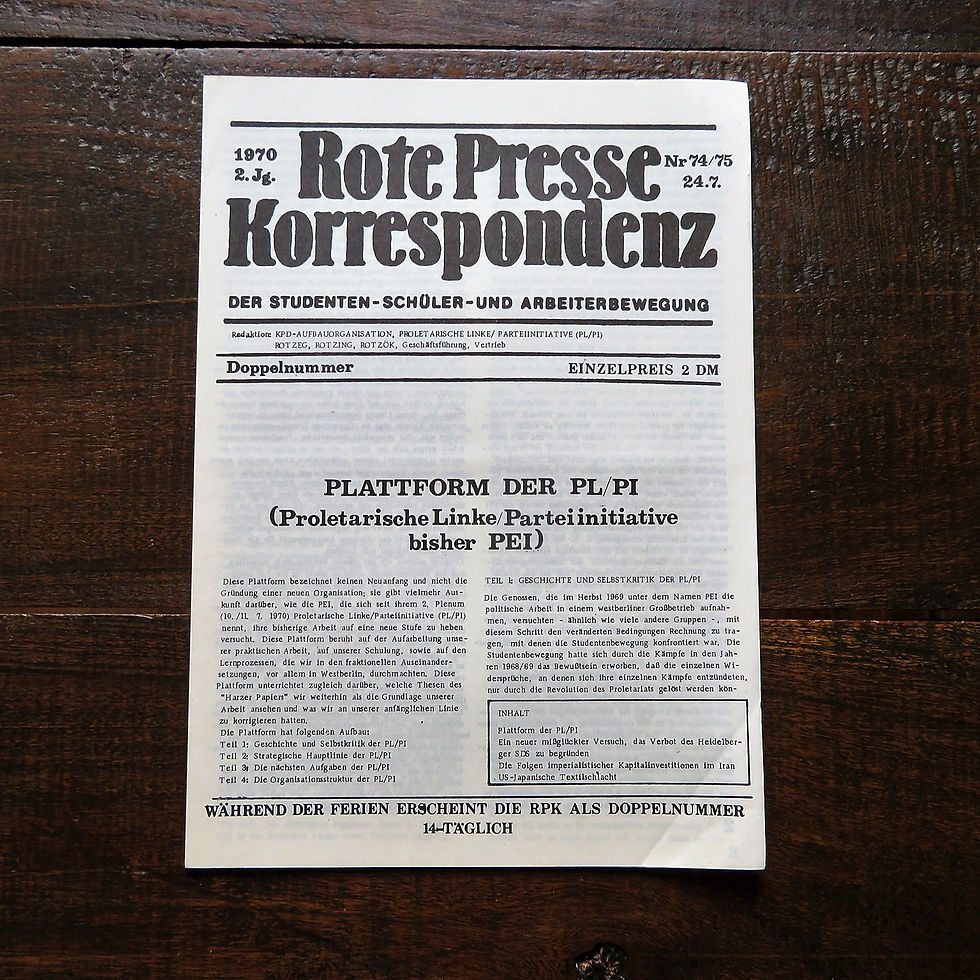 1970
2. Jg.
Rote Presse
Nr 74/75
24.7.
Korrespondenz
DER STUDENTEN-SCHÜLER-UND ARBEITERBEWEGUNG
Redaktion: KPD-AUFBAUORGANISATION, PROLETARISCHE LINKE/ PARTEIINITIATIVE (PL/PI)
ROTZEG, ROTZING, ROTZÖK, Geschäftsführung, Vertrieb
Doppelnummer
EINZELPREIS 2 DM
PLATTFORM DER PL/PI
(Proletarische Linke/Parteiinitiative
bisher PEI)
Diese Plattform bezeichnet keinen Neuanfang und nicht die
Gründung einer neuen Organisation; sie gibt vielmehr Aus-
kunft darüber, wie die PEI, die sich seit ihrem 2. Plenum
(10./11. 7. 1970) Proletarische Linke/Parteiinitiative (PL/PI)
nennt, ihre bisherige Arbeit auf eine neue Stufe zu heben
versucht. Diese Plattform beruht auf der Aufarbeitung unse-
rer praktischen Arbeit, auf unserer Schulung, sowie auf den
Lernprozessen, die wir in den fraktionellen Auseinander-
setzungen, vor allem in Westberlin, durchmachten. Diese
Plattform unterrichtet zugleich darüber, welche Thesen des
"Harzer Papiers" wir weiterhin als die Grundlage unserer
Arbeit ansehen und was wir an unserer anfänglichen Linie
zu korrigieren hatten.
Die Plattform hat folgenden Aufbau:
Teil 1: Geschichte und Selbstkritik der PL/PI
Teil 2: Strategische Hauptlinie der PL/PI
Teil 3: Die nächsten Aufgaben der PL/PI
Teil 4: Die Organisationsstruktur der PL/PI
TEIL 1: GESCHICHTE UND SELBSTKRITIK DER PL/PI
Die Genossen, die im Herbst 1969 unter dem Namen PEI die
politische Arbeit in einem westberliner Großbetrieb aufnah-
men, versuchten - ähnlich wie viele andere Gruppen -, mit
diesem Schritt den veränderten Bedingungen Rechnung zu tra-
gen, mit denen die Studentenbewegung konfrontiert war. Die
Studentenbewegung hatte sich durch die Kämpfe in den Jah-
ren 1968/69 das Bewußtsein erworben, daß die einzelnen Wi-
dersprüche, an denen sich ihre einzelnen Kämpfe entzündeten,
nur durch die Revolution des Proletariats gelöst werden kön-
INHALT
Plattform der PL/PI
Ein neuer mißglückter Versuch, das Verbot des Heidelber-
ger SDS zu begründen
Die Folgen imperialistischer Kapitalinvestitionen im Iran
US-Japanische Textilschlacht
WÄHREND DER FERIEN ERSCHEINT DIE RPK ALS DOPPELNUMMER
14-TÄGLICH